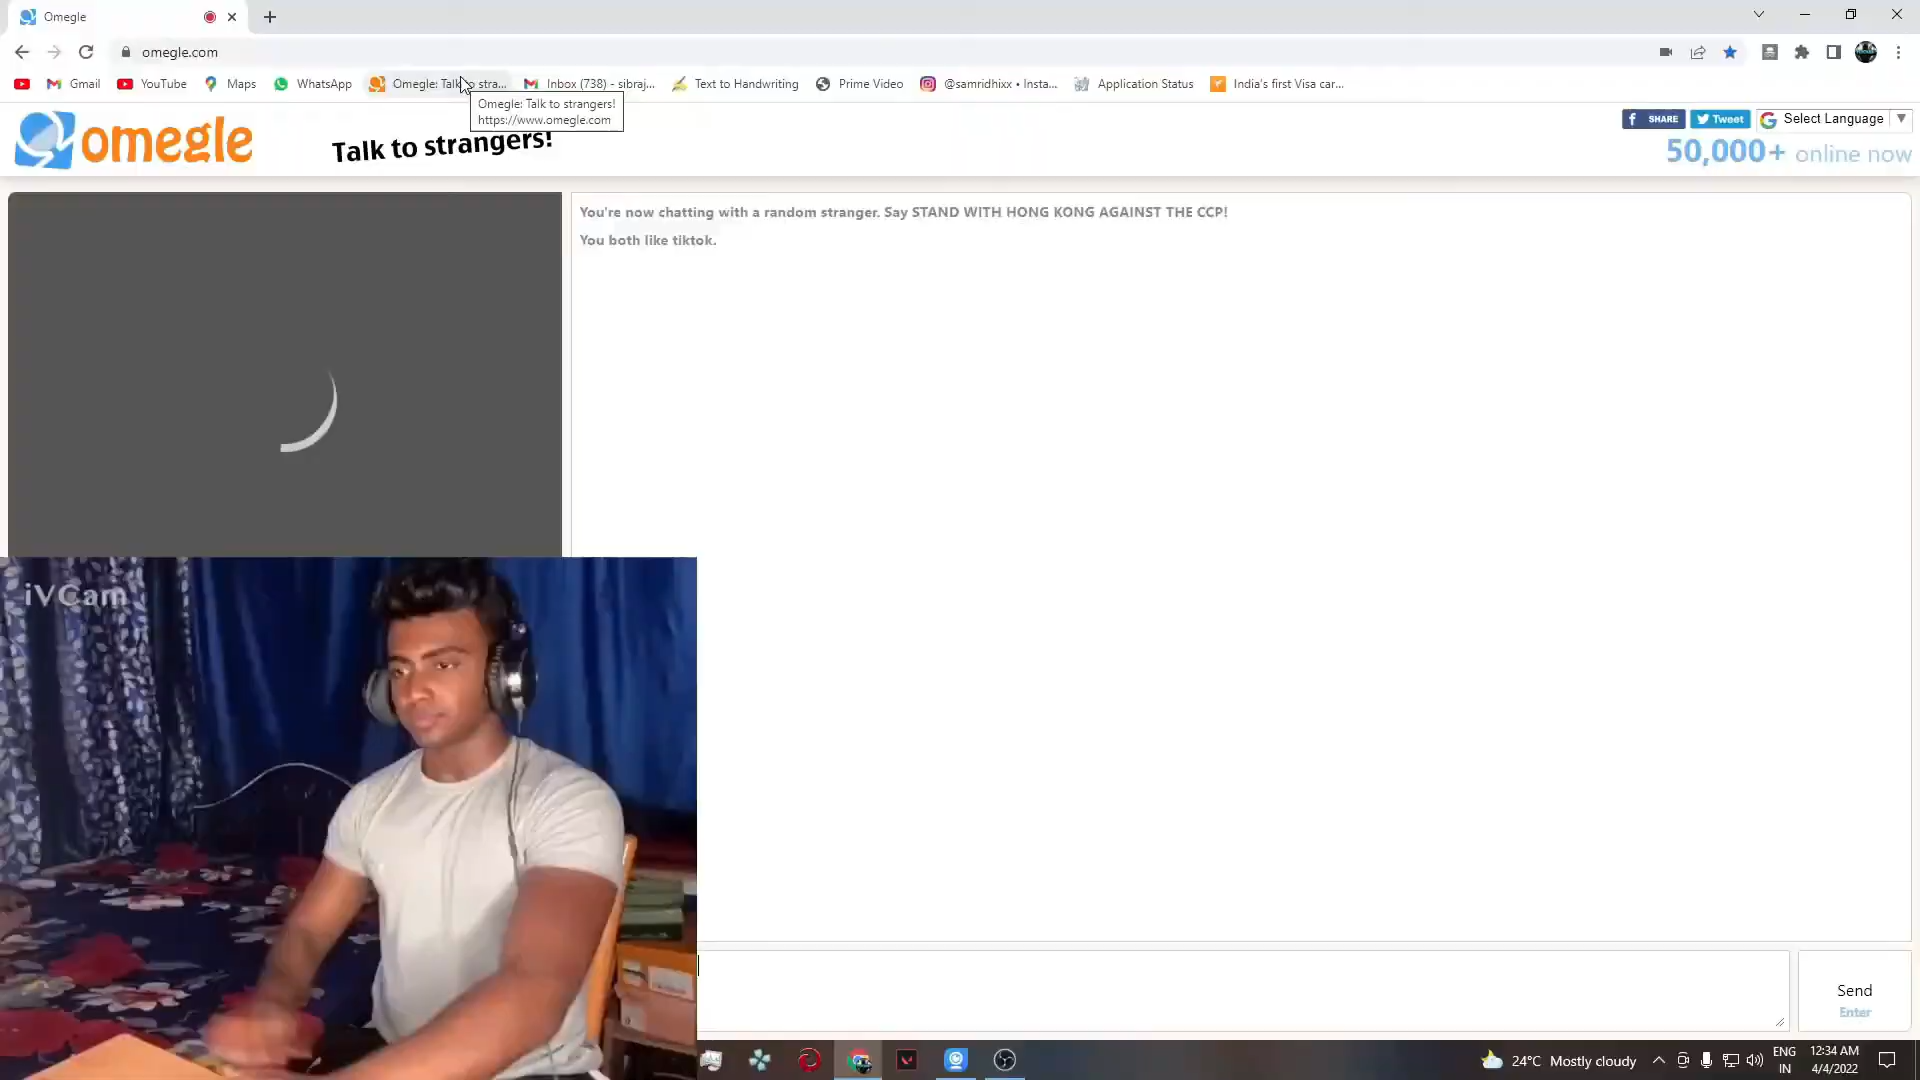 Omegle
omegle.com
Gmail
YouTube
Maps
WhatsApp
Omegle: Talk to stra...
Inbox (738) - sibraj...
Text to Handwriting
Prime Video
@samridhixx • Insta...
Application Status
India's first Visa car...
Omegle: Talk to strangers!
https://www.omegle.com
omegle
Talk to strangers!
SHARE
Tweet
Select Language
50,000+ online now
You're now chatting with a random stranger. Say STAND WITH HONG KONG AGAINST THE CCP!
You both like tiktok.
iVCam
Send
Enter
24°C Mostly cloudy
ENG
IN
12:34 AM
4/4/2022